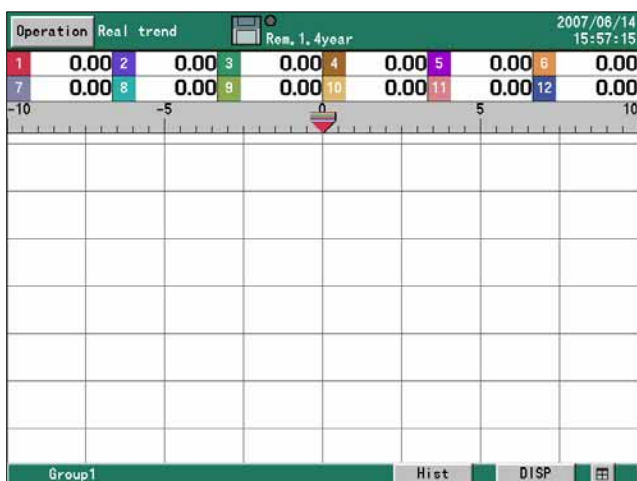 Operation Real trend 2007/06/14
Rem.1.4year 15:57:15
1 0.00 2 0.00 3 0.00 4 0.00 5 0.00 6 0.00
7 0.00 8 0.00 9 0.00 10 0.00 11 0.00 12 0.00
-10 -5 0 5 10
Group1 Hist DISP